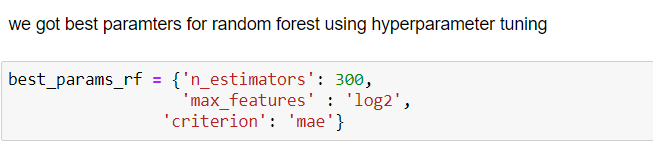 we got best paramters for random forest using hyperparameter tuning
best_params_rf = {'n_estimators': 300,
'max_features' : 'log2',
'criterion': 'mae'}